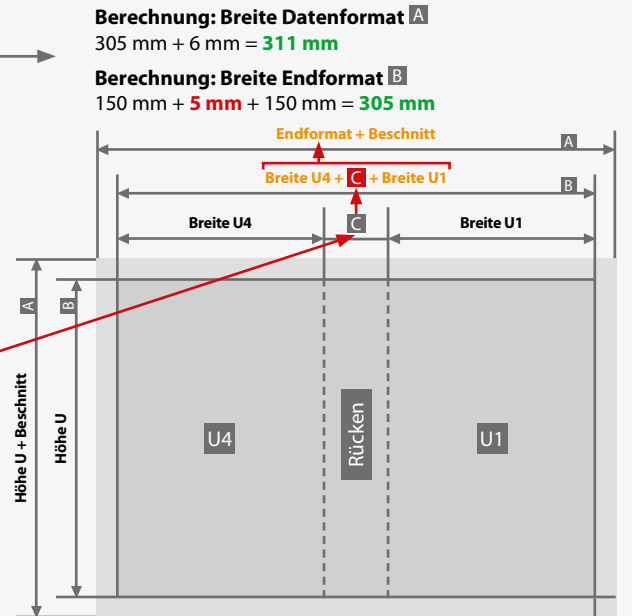 Berechnung: Breite Datenformat A
305 mm + 6 mm = 311 mm
Berechnung: Breite Endformat B
150 mm + 5 mm + 150 mm = 305 mm
Endformat + Beschnitt
A
Breite U4 + C + Breite U1
B
Breite U4
C
Breite U1
A
B
Höhe U + Beschnitt
Höhe U
U4
Rücken
U1